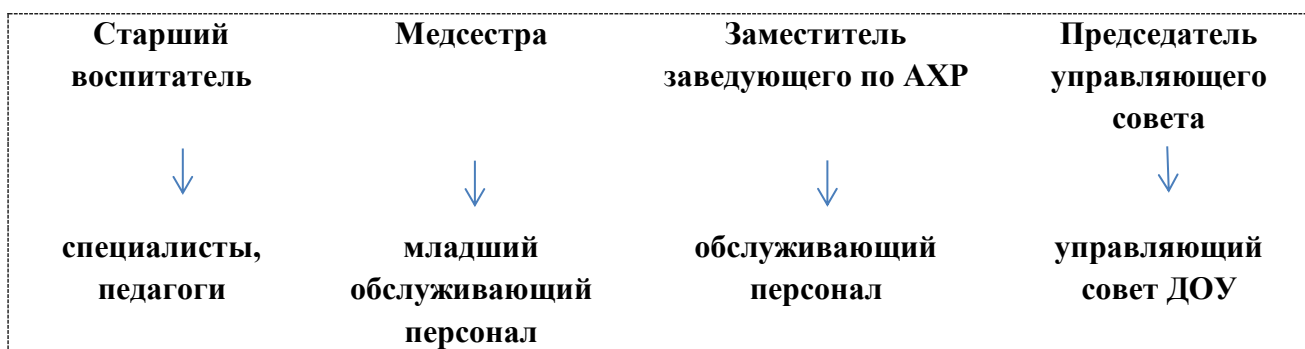 Старший
воспитатель
Медсестра
Заместитель
заведующего по АХР
Председатель
управляющего
совета
специалисты,
педагоги
младший
обслуживающий
персонал
обслуживающий
персонал
управляющий
совет ДОУ